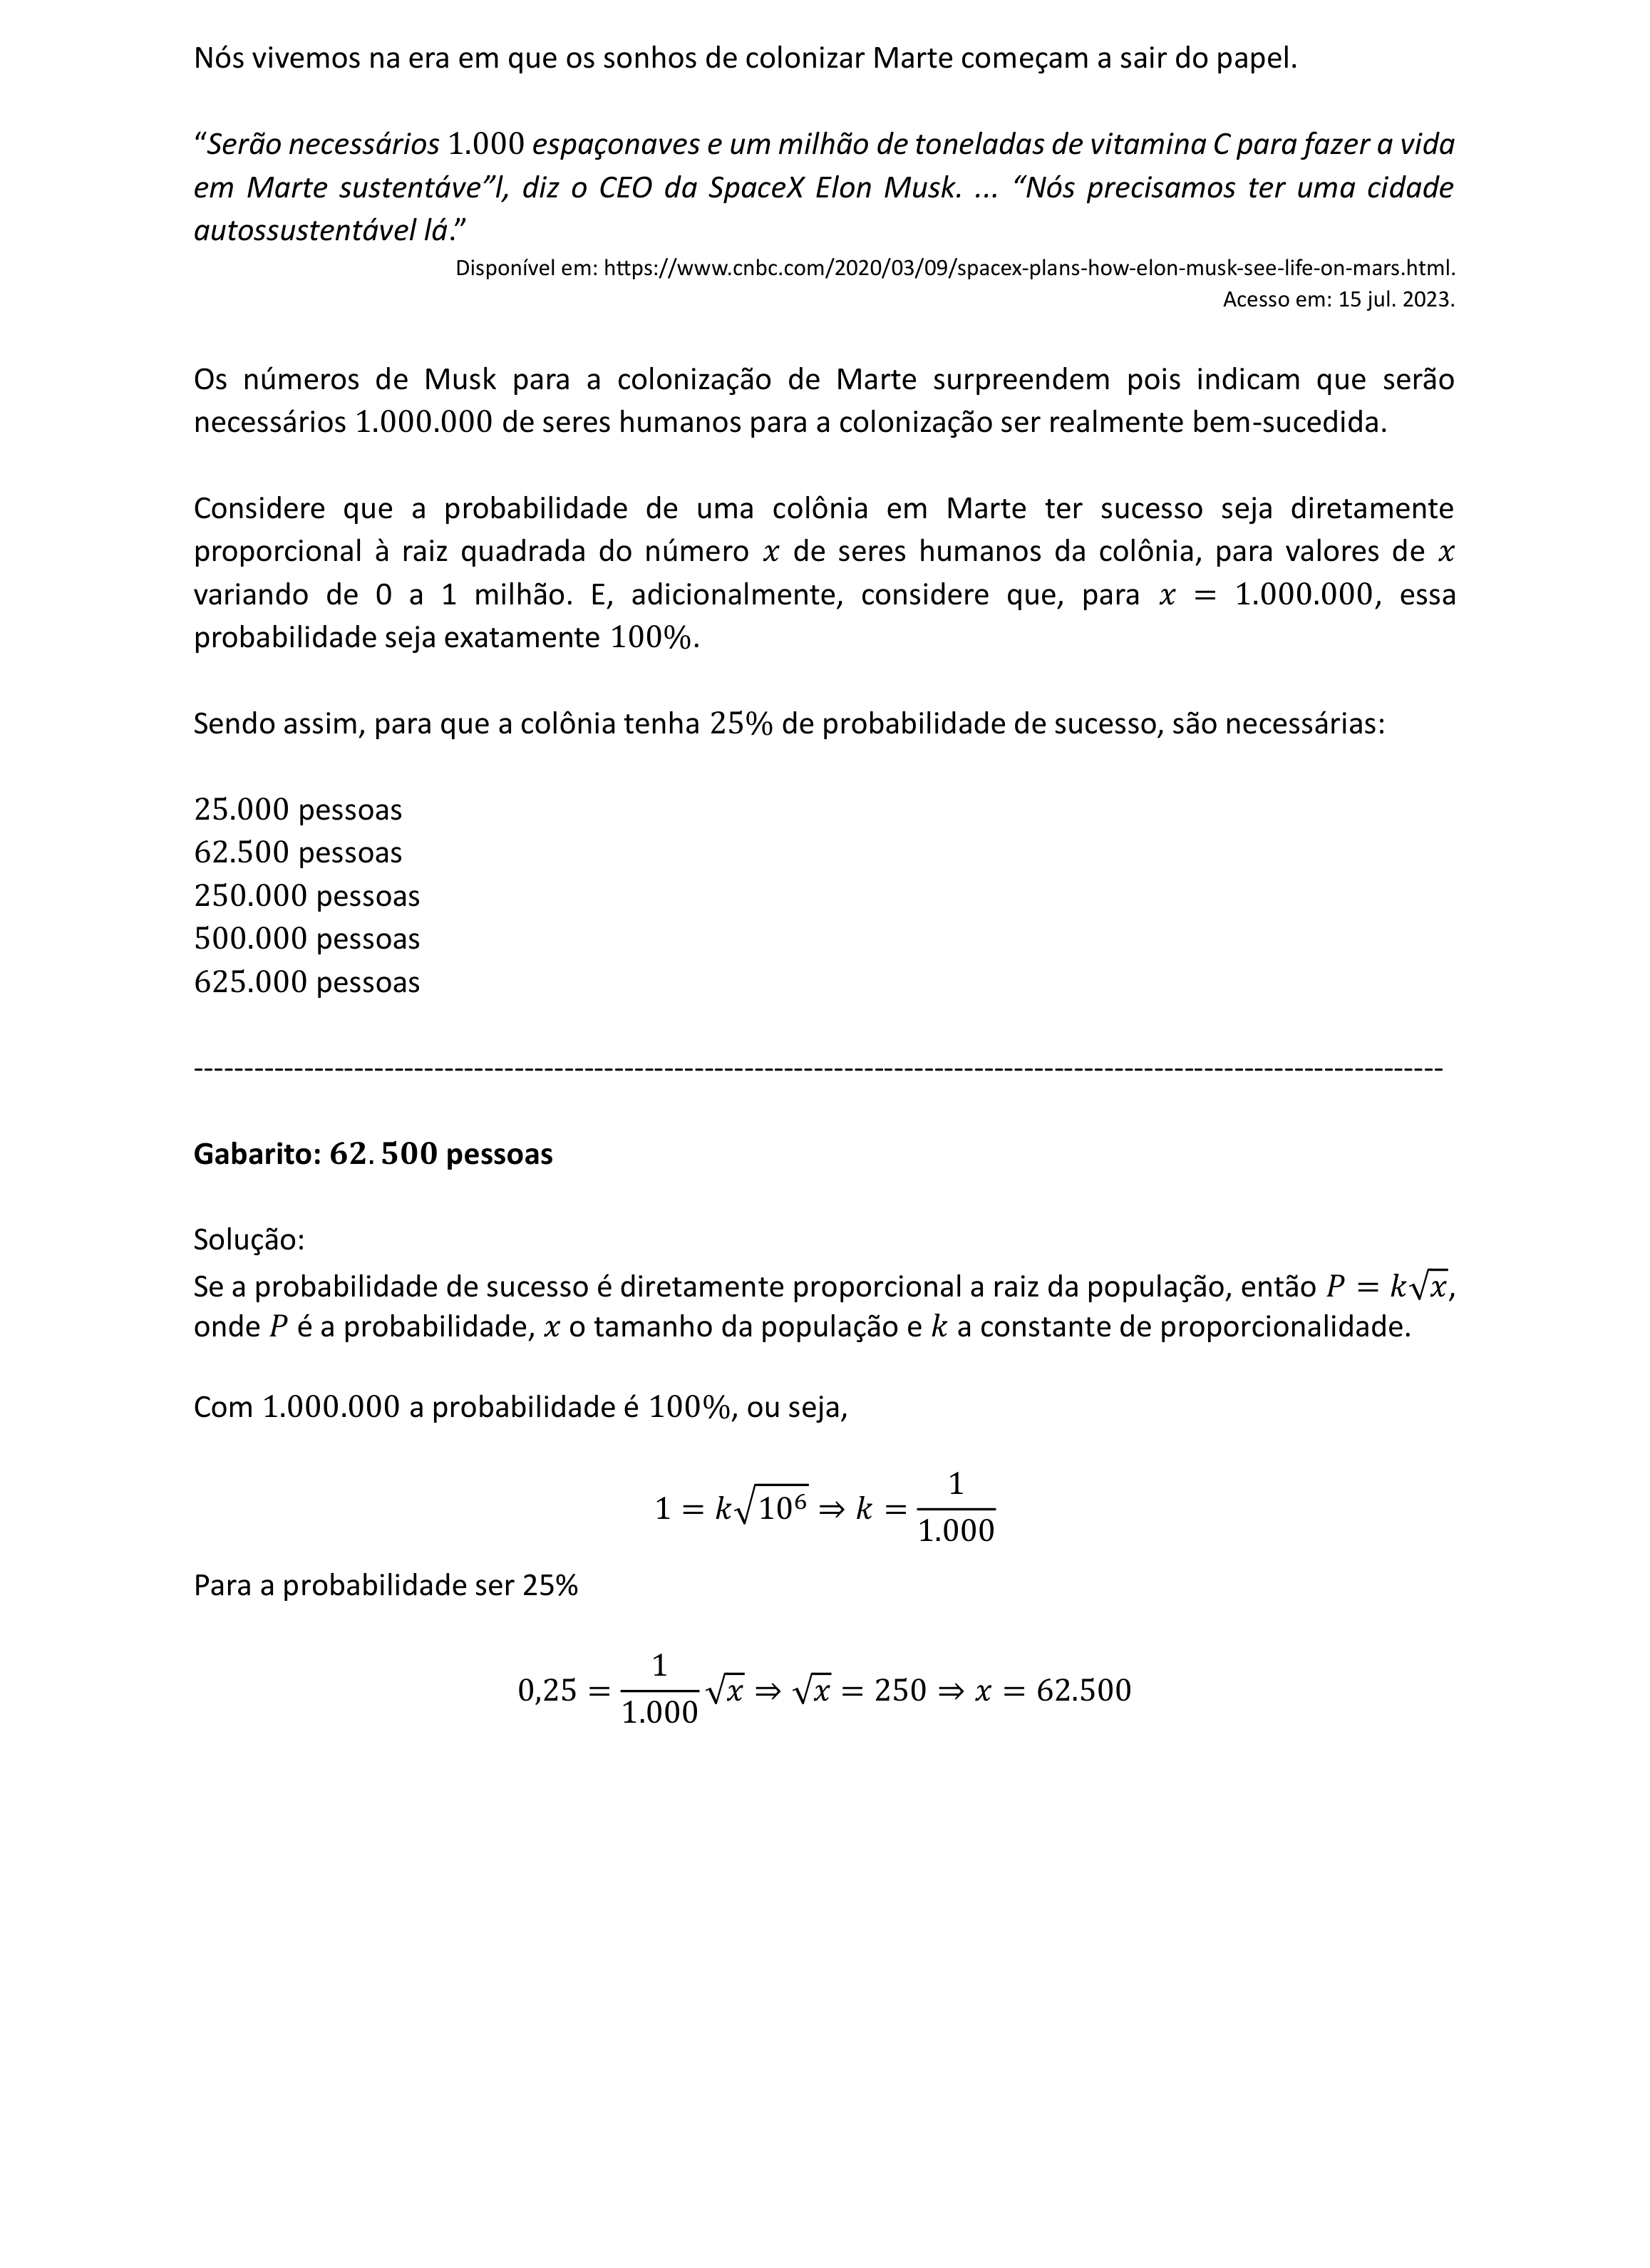 Nós vivemos na era em que os sonhos de colonizar Marte começam a sair do papel.
“Serão necessários 1.000 espaçonaves e um milhão de toneladas de vitamina C para fazer a vida
em Marte sustentáve”l, diz o CEO da SpaceX Elon Musk. ... “Nós precisamos ter uma cidade
autossustentável lá.”
Disponível em: https://www.cnbc.com/2020/03/09/spacex-plans-how-elon-musk-see-life-on-mars.html.
Acesso em: 15 jul. 2023.
Os números de Musk para a colonização de Marte surpreendem pois indicam que serão
necessários 1.000.000 de seres humanos para a colonização ser realmente bem-sucedida.
Considere que a probabilidade de uma colônia em Marte ter sucesso seja diretamente
proporcional à raiz quadrada do número x de seres humanos da colônia, para valores de x
variando de 0 a 1 milhão. E, adicionalmente, considere que, para x = 1.000.000, essa
probabilidade seja exatamente 100%.
Sendo assim, para que a colônia tenha 25% de probabilidade de sucesso, são necessárias:
25.000 pessoas
62.500 pessoas
250.000 pessoas
500.000 pessoas
625.000 pessoas
----------------------------------------------------------------------------------------------------------------------------
Gabarito: 62.500 pessoas
Solução:
Se a probabilidade de sucesso é diretamente proporcional a raiz da população, então P = k√x,
onde P é a probabilidade, x o tamanho da população e k a constante de proporcionalidade.
Com 1.000.000 a probabilidade é 100%, ou seja,
1 = k√10⁶ ⇒ k = 1/1.000
Para a probabilidade ser 25%
0,25 = 1/1.000 √x ⇒ √x = 250 ⇒ x = 62.500